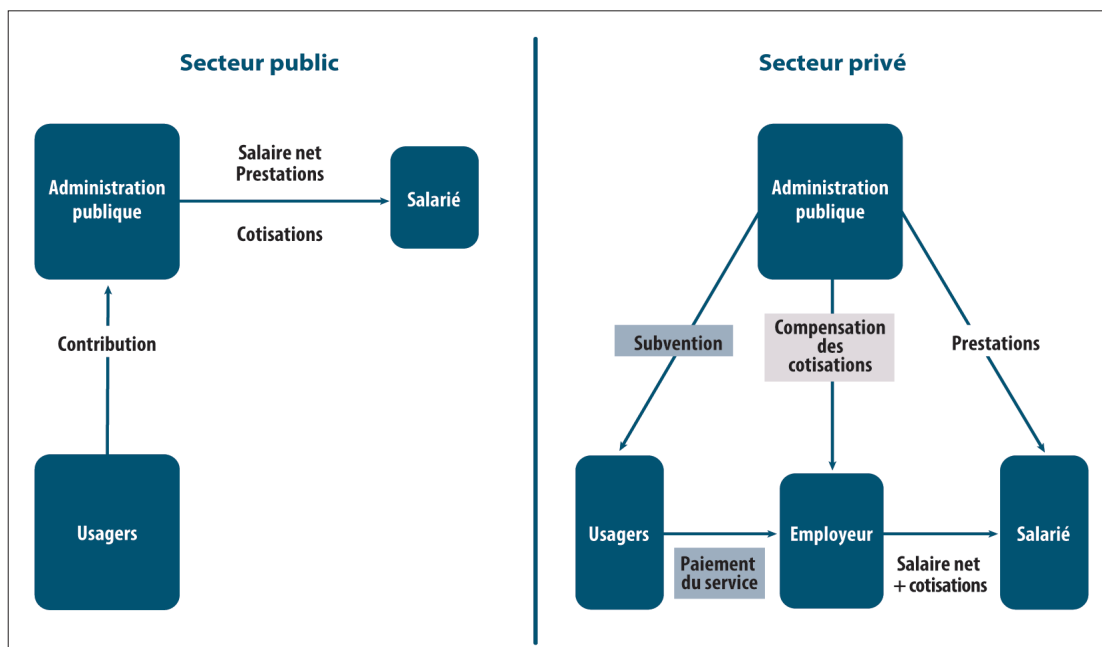 Secteur public
Administration
publique
Salaire net
Prestations
Cotisations
Salarié
Contribution
Usagers
Secteur privé
Administration
publique
Subvention
Compensation
des
cotisations
Prestations
Usagers
Paiement
du service
Employeur
Salaire net
+ cotisations
Salarié